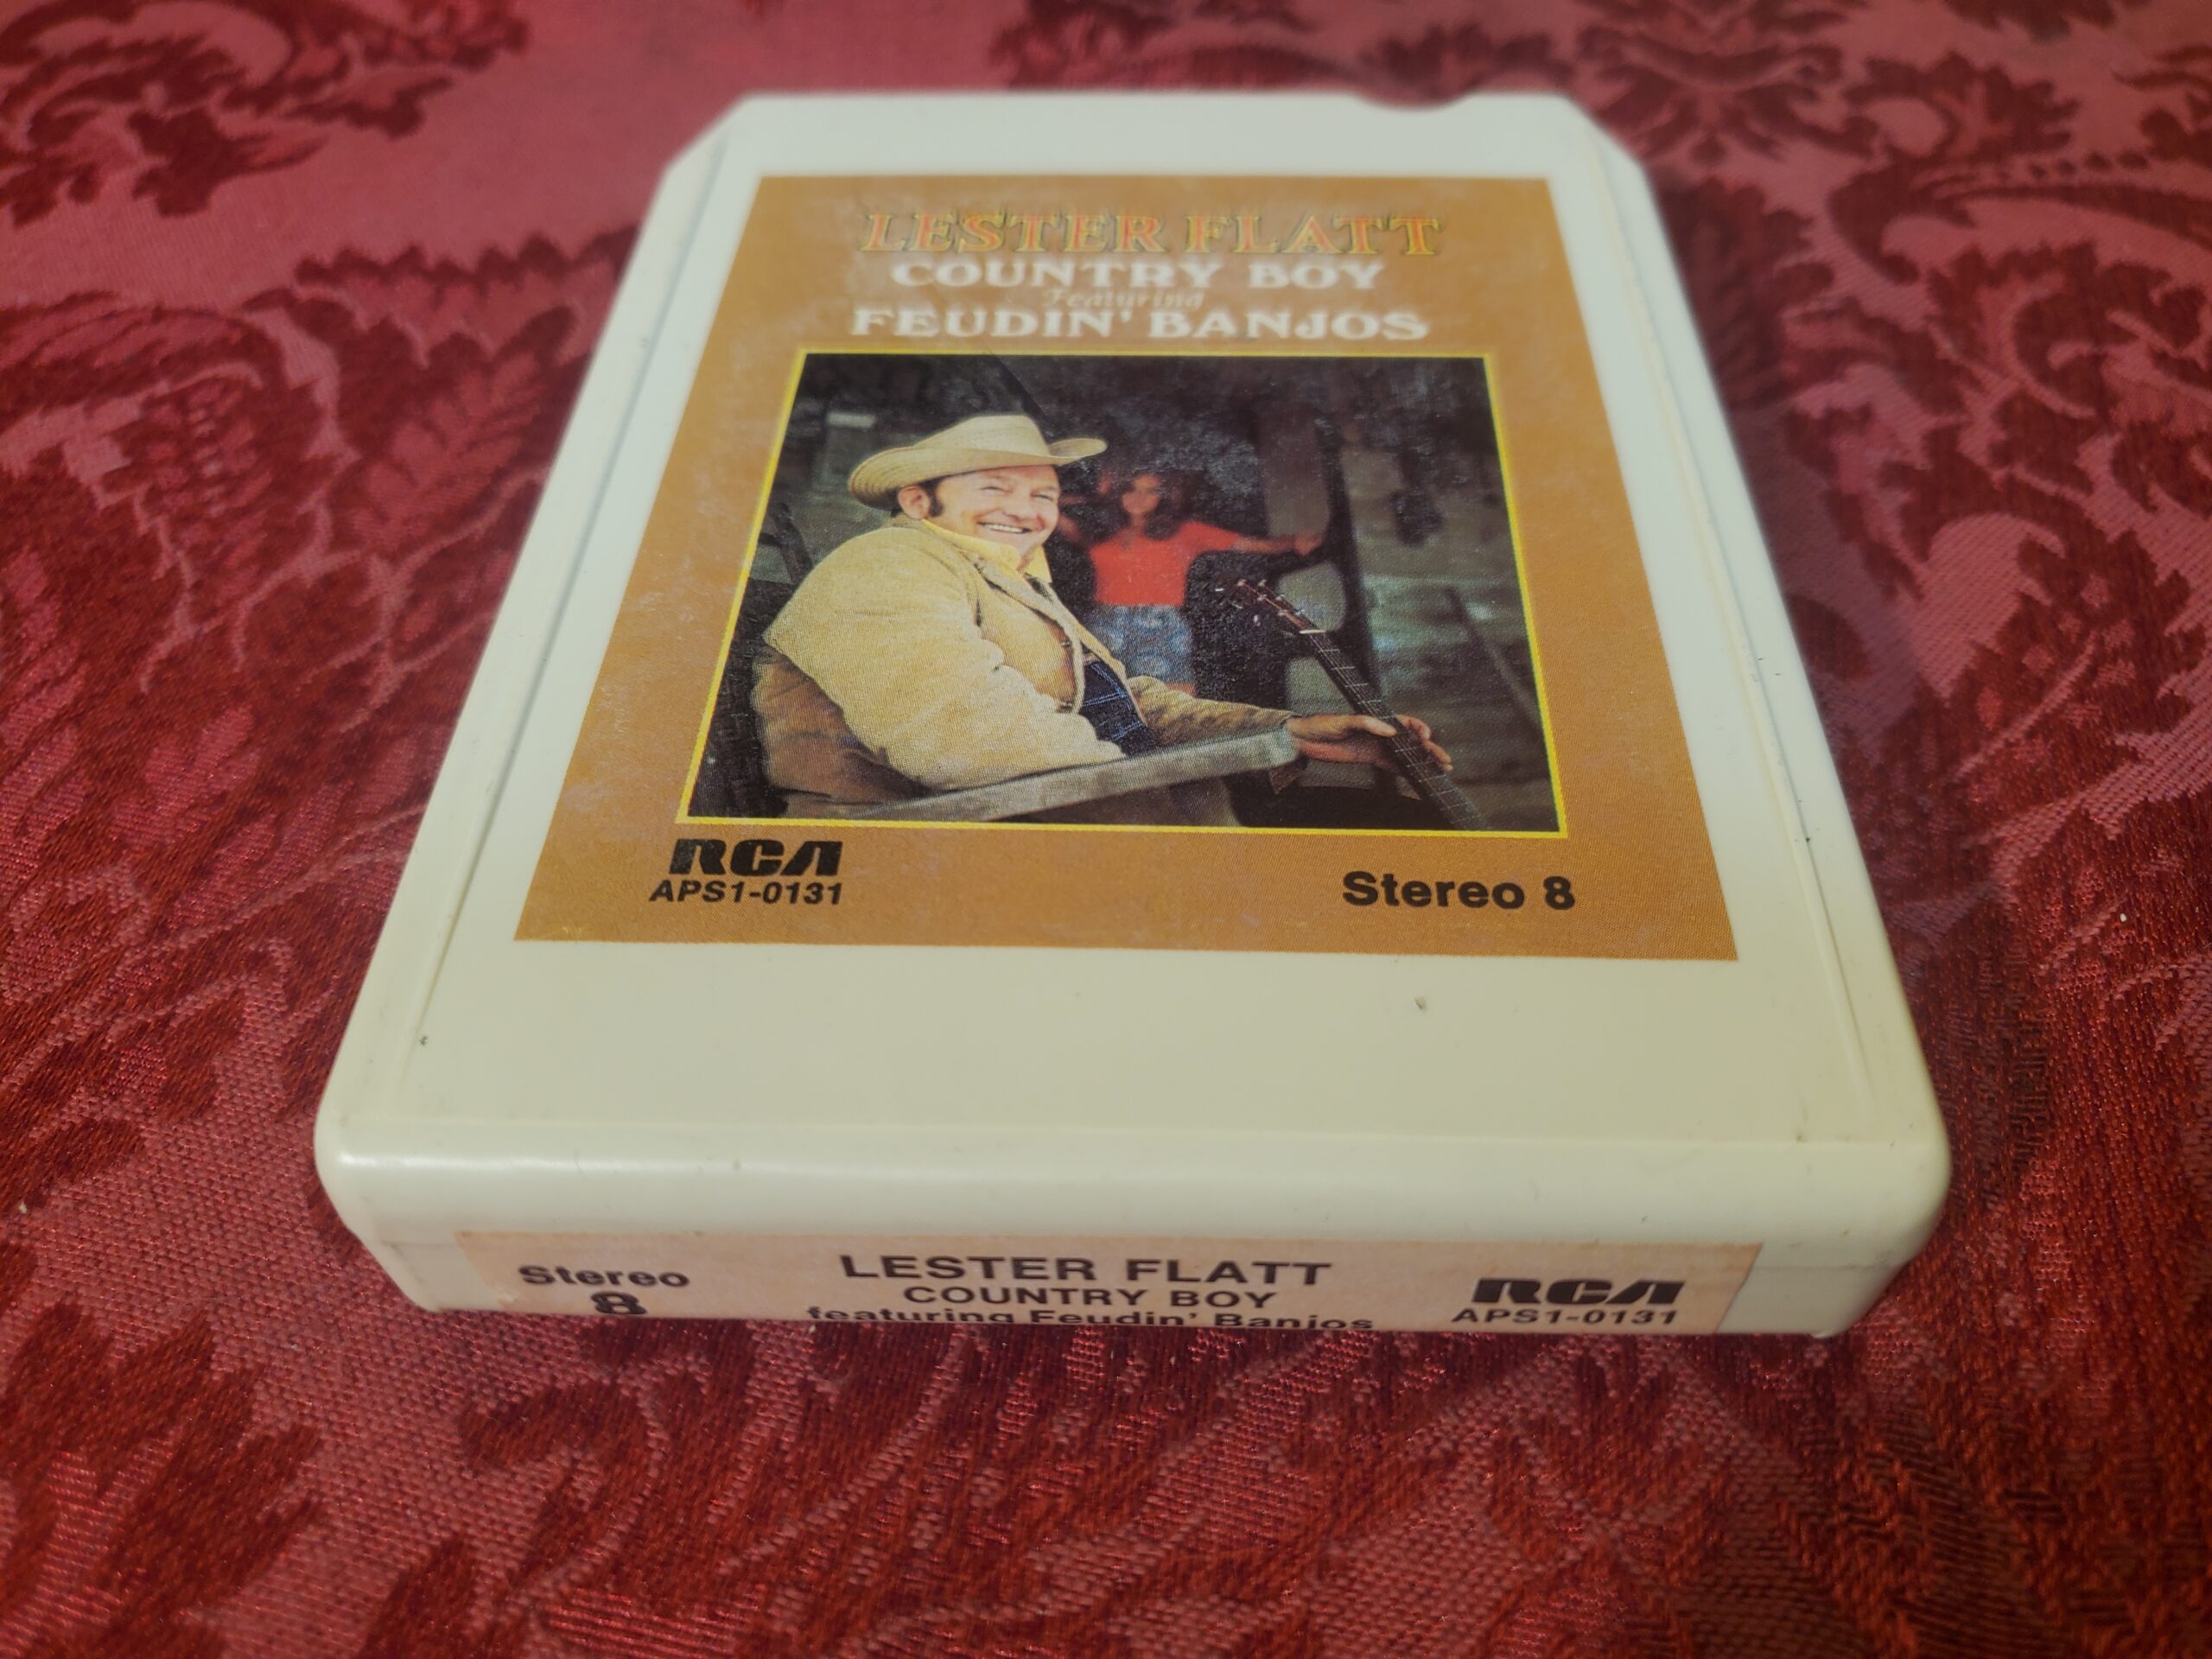 LESTER FLATT
COUNTRY BOY
Featuring
FEUDIN' BANJOS
RCA
APS1-0131
Stereo 8
Stereo
8
LESTER FLATT
COUNTRY BOY
featuring Feudin' Banjos
RCA
APS1-0131